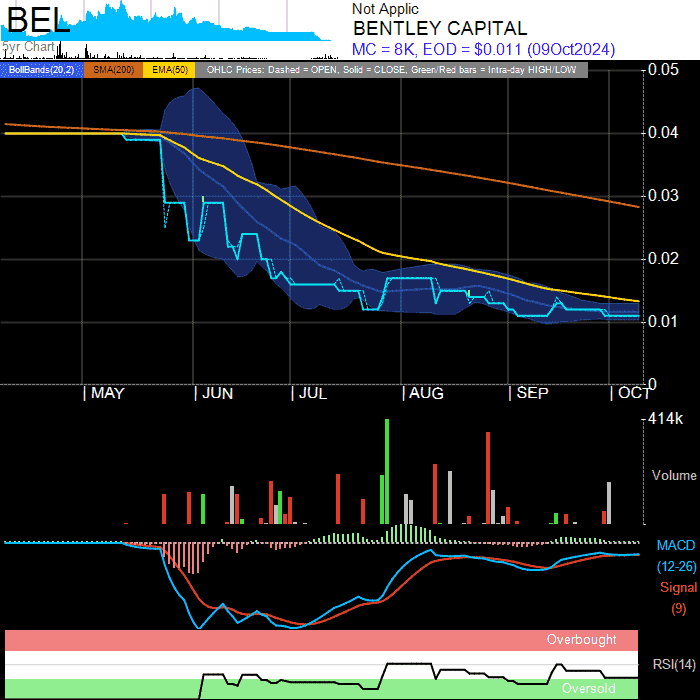 BEL
5yr Chart
Not Applic
BENTLEY CAPITAL
MC = 8K, EOD = $0.011 (09Oct2024)
BollBands(20,2) SMA(200) EMA(50) OHLC Prices: Dashed = OPEN, Solid = CLOSE, Green/Red bars = Intra-day HIGH/LOW
0.05
0.04
0.03
0.02
0.01
0
| MAY | JUN | JUL | AUG | SEP | OCT
414k
Volume
MACD
(12-26)
Signal
(9)
Overbought
RSI(14)
Oversold